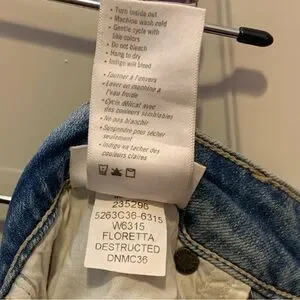 • Turn inside out
• Machine wash cold
• Gentle cycle with
like colors
• Do not bleach
• Hang to dry
• Indigo will bleed
• Tourner à l'envers
• Laver en machine à
l'eau froide
• Cycle délicat avec
des couleurs semblables
• Ne pas blanchir
• Suspendre pour sécher
seulement
• Indigo va tacher
des couleurs claires
235296
5263C36-6315
W6315
FLORETTA
DESTRUCTED
DNMC36